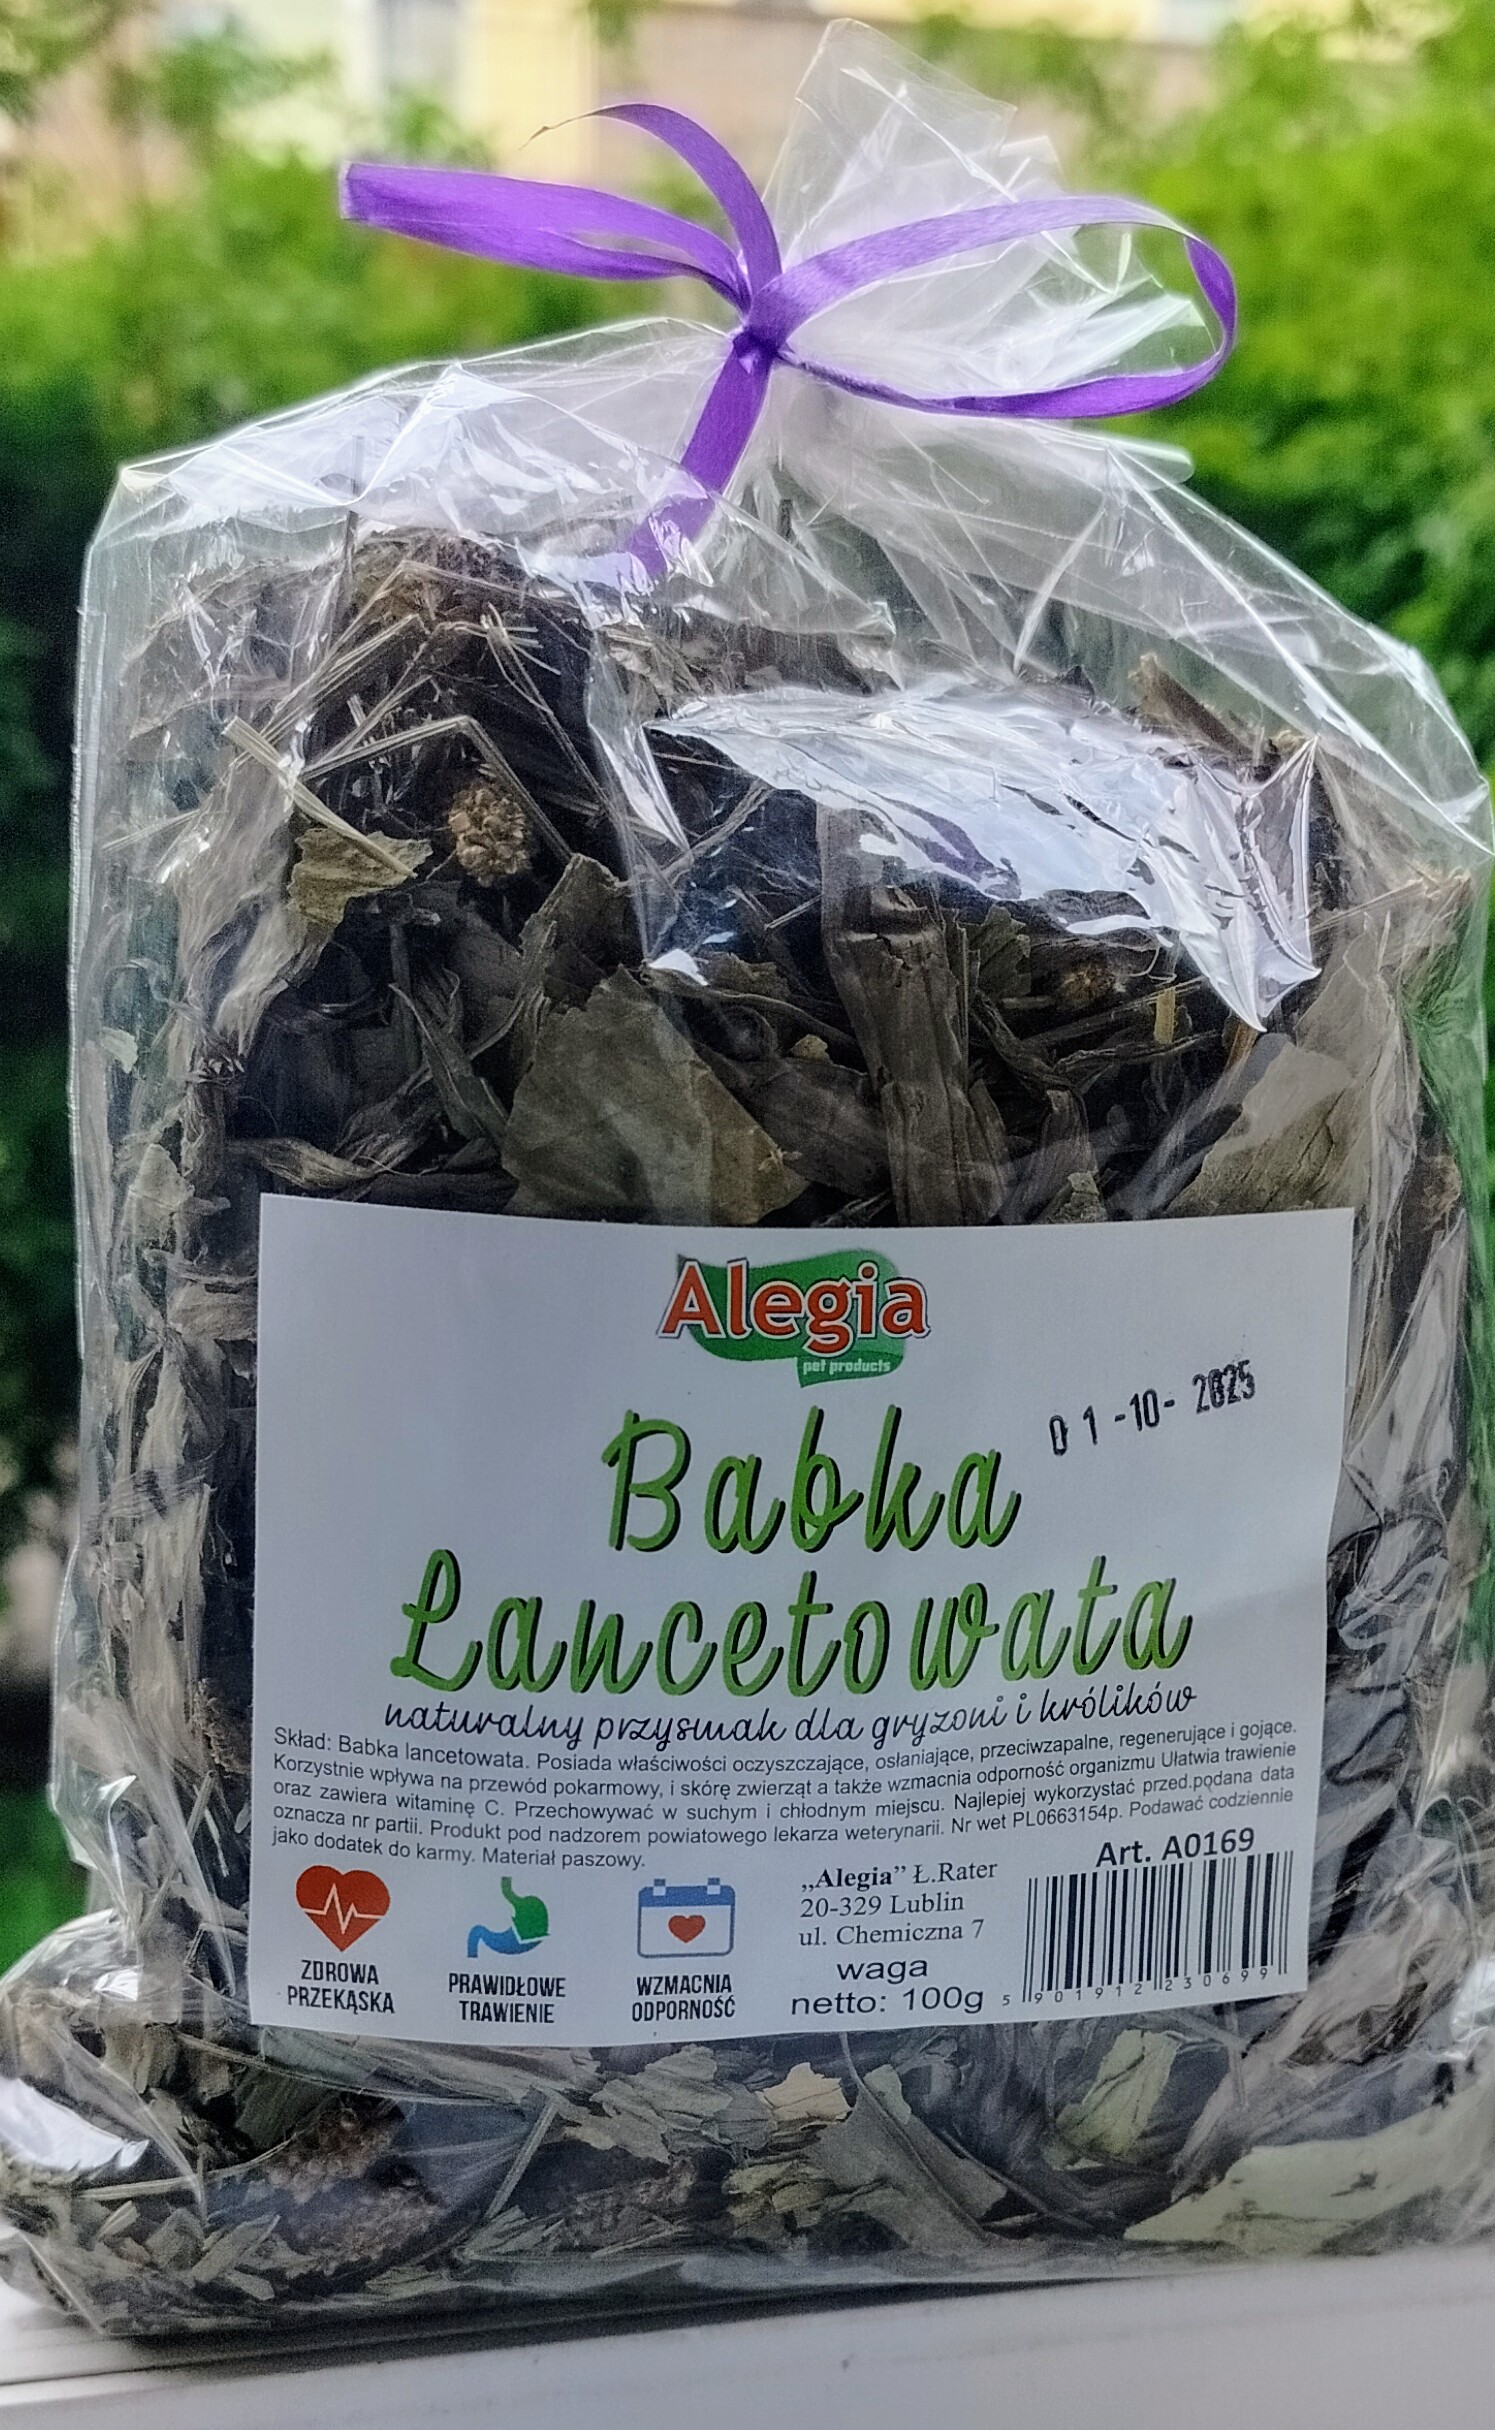 Alegia
pet products
01-10-2025
Babka
Lancetowata
naturalny przysmak dla gryzoni i królików
Skład: Babka lancetowata. Posiada właściwości oczyszczające, osłaniające, przeciwzapalne, regenerujące i gojące.
Korzystnie wpływa na przewód pokarmowy, i skórę zwierząt a także wzmacnia odporność organizmu Ułatwia trawienie
oraz zawiera witaminę C. Przechowywać w suchym i chłodnym miejscu. Najlepiej wykorzystać przed.podana data
oznacza nr partii. Produkt pod nadzorem powiatowego lekarza weterynarii. Nr wet PL0663154p. Podawać codziennie
jako dodatek do karmy. Materiał paszowy.
ZDROWA
PRZEKĄSKA
PRAWIDŁOWE
TRAWIENIE
WZMACNIA
ODPORNOŚĆ
„Alegia” Ł.Rater
20-329 Lublin
ul. Chemiczna 7
waga
netto: 100g
Art. A0169
5 901912 230699